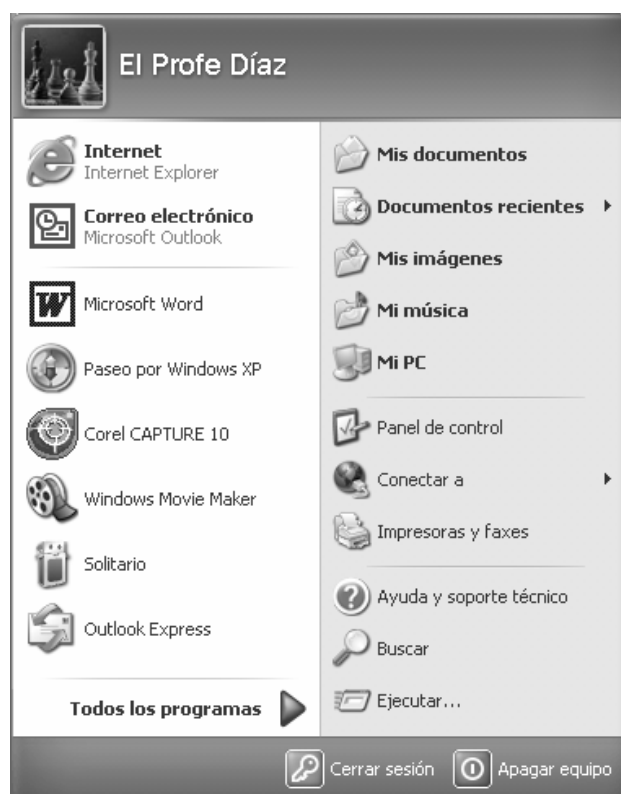 El Profe Díaz
Internet
Internet Explorer
Correo electrónico
Microsoft Outlook
Microsoft Word
Paseo por Windows XP
Corel CAPTURE 10
Windows Movie Maker
Solitario
Outlook Express
Todos los programas
Mis documentos
Documentos recientes
Mis imágenes
Mi música
Mi PC
Panel de control
Conectar a
Impresoras y faxes
Ayuda y soporte técnico
Buscar
Ejecutar...
Cerrar sesión
Apagar equipo